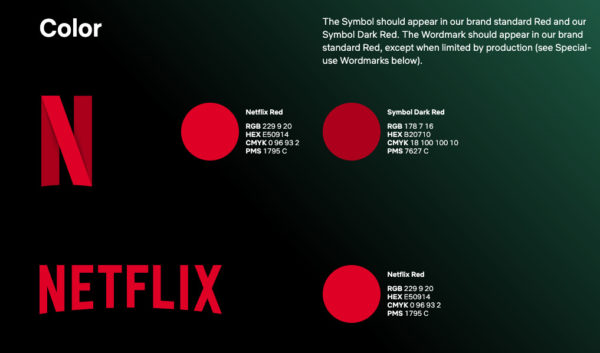 Color
The Symbol should appear in our brand standard Red and our
Symbol Dark Red. The Wordmark should appear in our brand
standard Red, except when limited by production (see Special-
use Wordmarks below).
N
Netflix Red
RGB 229 9 20
HEX E50914
CMYK 0 96 93 2
PMS 1795 C
Symbol Dark Red
RGB 178 7 16
HEX B20710
CMYK 18 100 100 10
PMS 7627 C
NETFLIX
Netflix Red
RGB 229 9 20
HEX E50914
CMYK 0 96 93 2
PMS 1795 C